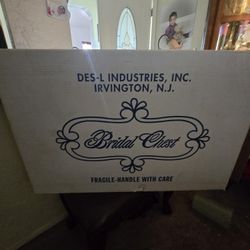 DES-L INDUSTRIES, INC.
IRVINGTON, N.J.
Bridal Chest
FRAGILE-HANDLE WITH CARE